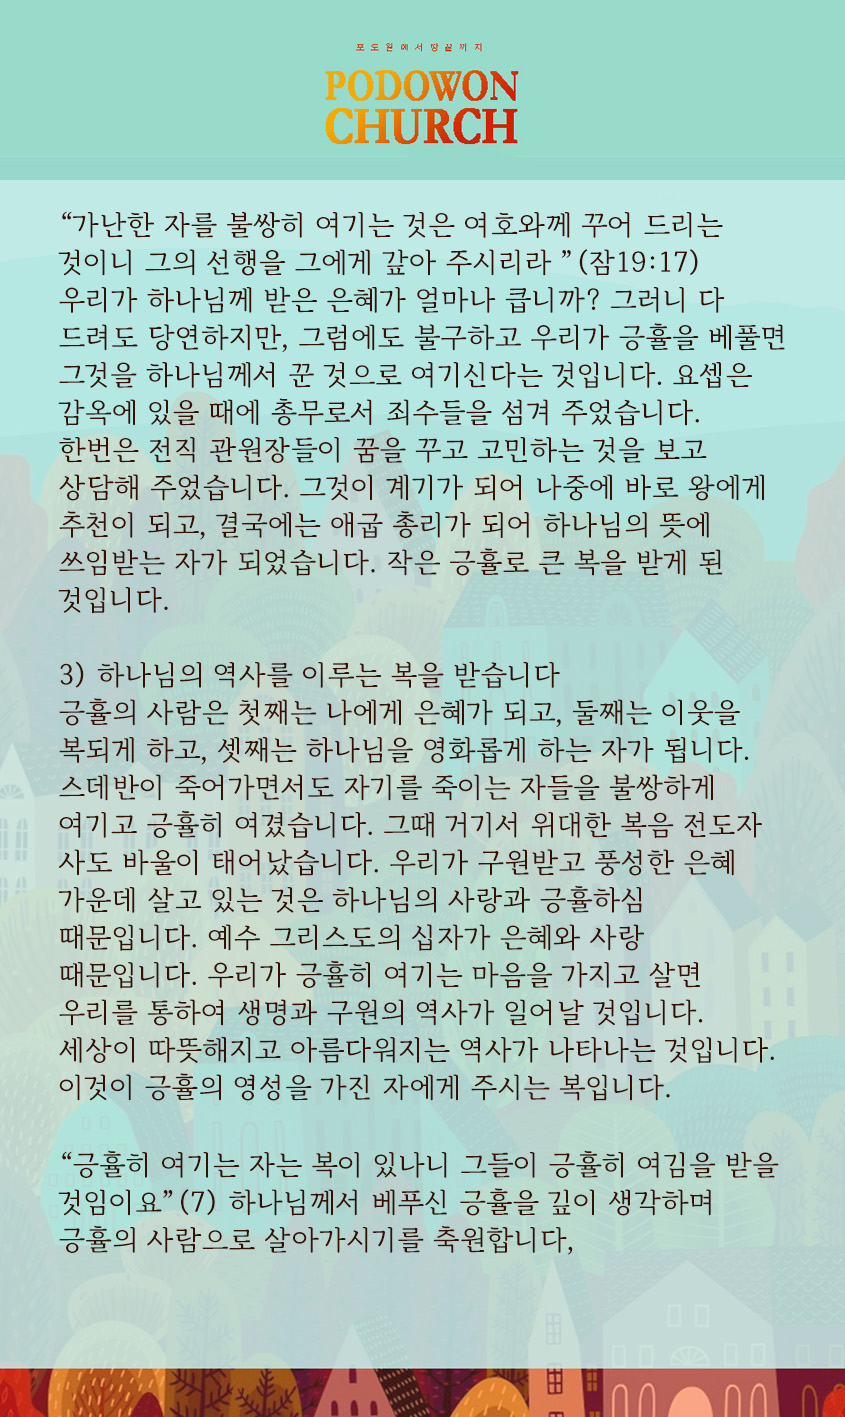 포도원에서땅끝까지
PODOWON
CHURCH
“가난한 자를 불쌍히 여기는 것은 여호와께 꾸어 드리는
것이니 그의 선행을 그에게 갚아 주시리라 ” (잠19:17)
우리가 하나님께 받은 은혜가 얼마나 큽니까? 그러니 다
드려도 당연하지만, 그럼에도 불구하고 우리가 긍휼을 베풀면
그것을 하나님께서 꾼 것으로 여기신다는 것입니다. 요셉은
감옥에 있을 때에 총무로서 죄수들을 섬겨 주었습니다.
한번은 전직 관원장들이 꿈을 꾸고 고민하는 것을 보고
상담해 주었습니다. 그것이 계기가 되어 나중에 바로 왕에게
추천이 되고, 결국에는 애굽 총리가 되어 하나님의 뜻에
쓰임받는 자가 되었습니다. 작은 긍휼로 큰 복을 받게 된
것입니다.
3) 하나님의 역사를 이루는 복을 받습니다
긍휼의 사람은 첫째는 나에게 은혜가 되고, 둘째는 이웃을
복되게 하고, 셋째는 하나님을 영화롭게 하는 자가 됩니다.
스데반이 죽어가면서도 자기를 죽이는 자들을 불쌍하게
여기고 긍휼히 여겼습니다. 그때 거기서 위대한 복음 전도자
사도 바울이 태어났습니다. 우리가 구원받고 풍성한 은혜
가운데 살고 있는 것은 하나님의 사랑과 긍휼하심
때문입니다. 예수 그리스도의 십자가 은혜와 사랑
때문입니다. 우리가 긍휼히 여기는 마음을 가지고 살면
우리를 통하여 생명과 구원의 역사가 일어날 것입니다.
세상이 따뜻해지고 아름다워지는 역사가 나타나는 것입니다.
이것이 긍휼의 영성을 가진 자에게 주시는 복입니다.
“긍휼히 여기는 자는 복이 있나니 그들이 긍휼히 여김을 받을
것임이요” (7) 하나님께서 베푸신 긍휼을 깊이 생각하며
긍휼의 사람으로 살아가시기를 축원합니다,